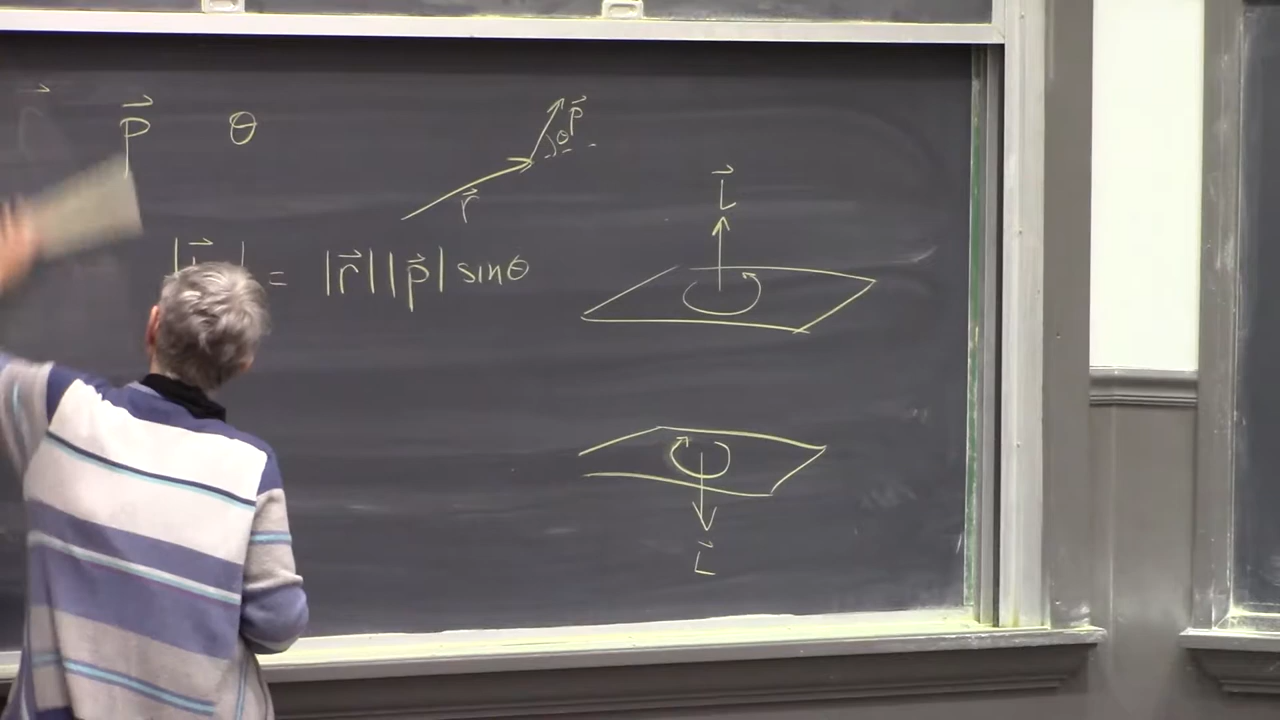 p⃗ θ
p⃗
θ
r⃗
| | = |r⃗||p⃗| sinθ
L⃗
L⃗